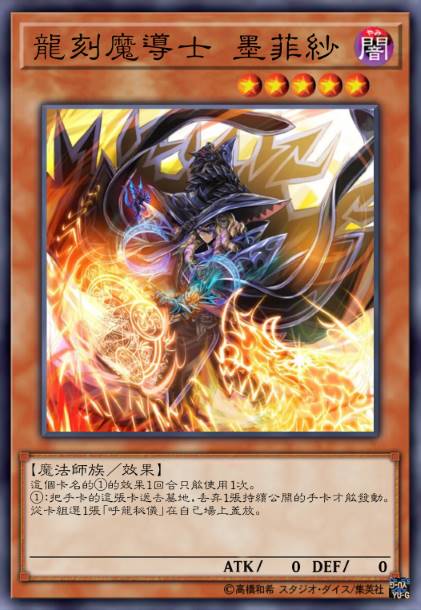 龍刻魔導士 墨菲紗
やみ
闇
【魔法師族／效果】
這個卡名的①的效果1回合只能使用1次。
①：把手卡的這張卡送去墓地，丟弃1張持續公開的手卡才能發動。
從卡組選1張「呼龍秘儀」在自己場上蓋放。
ATK/ 0 DEF/ 0
©高橋和希 スタジオ・ダイス/集英社
YU-G